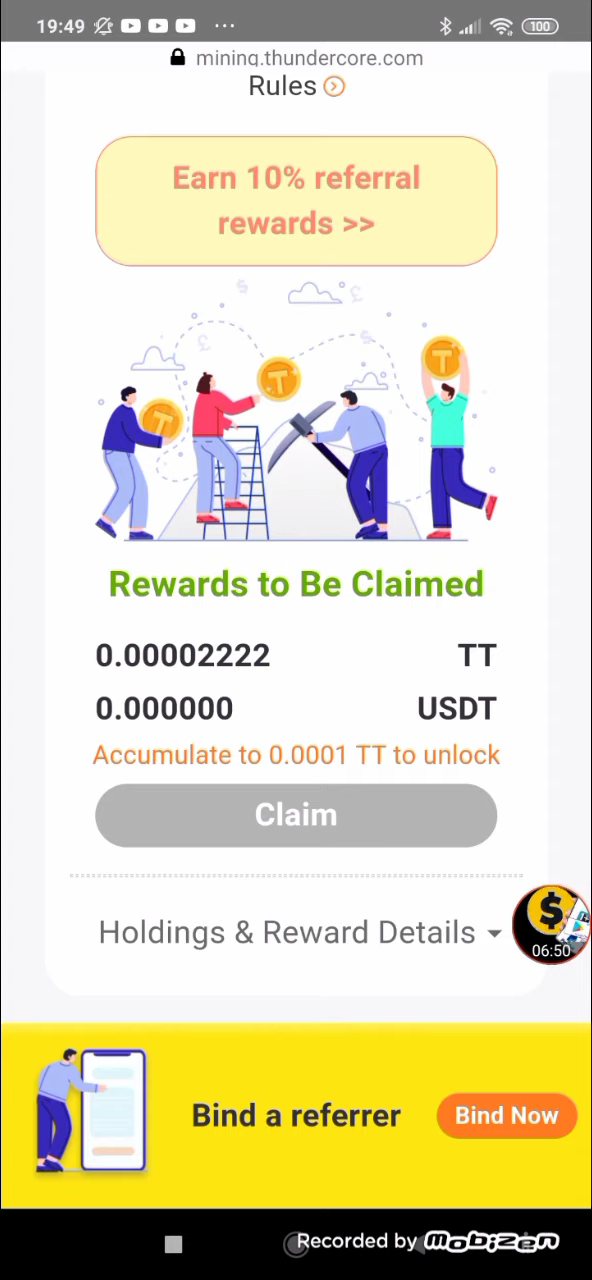 19:49 ... 100
mining.thundercore.com
Rules
Earn 10% referral
rewards >>
Rewards to Be Claimed
0.00002222 TT
0.000000 USDT
Accumulate to 0.0001 TT to unlock
Claim
Holdings & Reward Details
$
06:50
Bind a referrer
Bind Now
Recorded by Mobizen